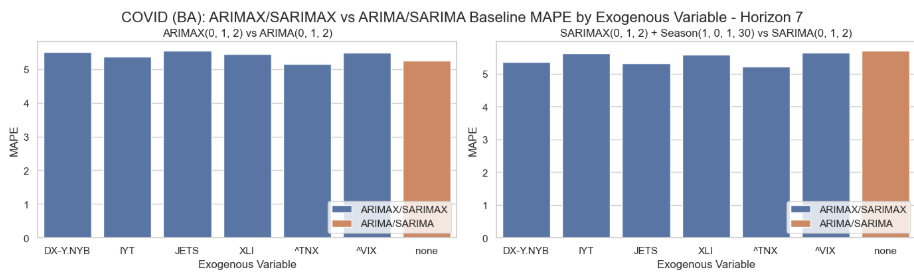 COVID (BA): ARIMAX/SARIMAX vs ARIMA/SARIMA Baseline MAPE by Exogenous Variable - Horizon 7
ARIMAX(0, 1, 2) vs ARIMA(0, 1, 2)
MAPE
5
4
3
2
1
0
ARIMAX/SARIMAX
ARIMA/SARIMA
DX-Y.NYB IYT JETS XLI ^TNX ^VIX none
Exogenous Variable
SARIMAX(0, 1, 2) + Season(1, 0, 1, 30) vs SARIMA(0, 1, 2)
MAPE
5
4
3
2
1
0
ARIMAX/SARIMAX
ARIMA/SARIMA
DX-Y.NYB IYT JETS XLI ^TNX ^VIX none
Exogenous Variable